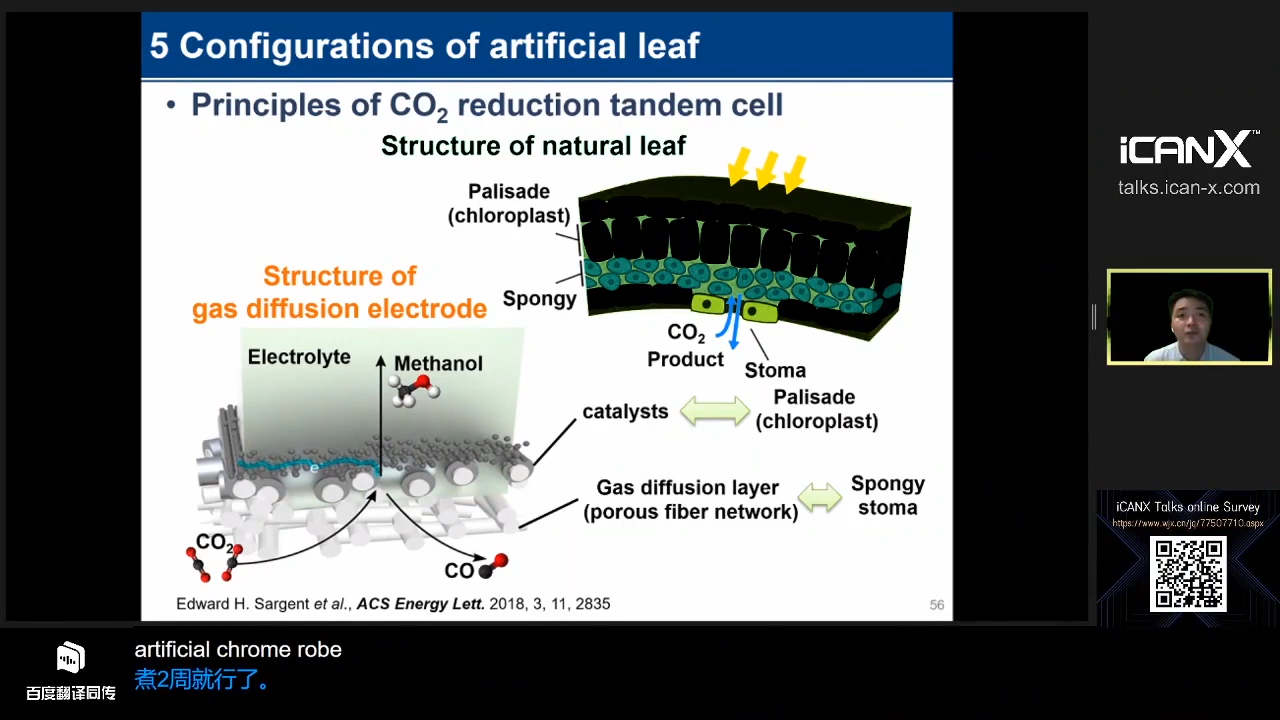 5 Configurations of artificial leaf
• Principles of CO₂ reduction tandem cell
Structure of natural leaf
Palisade
(chloroplast)
Spongy
CO₂
Product
Stoma
Structure of
gas diffusion electrode
Electrolyte
Methanol
e
catalysts
Palisade
(chloroplast)
Gas diffusion layer
(porous fiber network)
Spongy
stoma
CO₂
CO
Edward H. Sargent et al., ACS Energy Lett. 2018, 3, 11, 2835
56
iCANX™
talks.ican-x.com
iCANX Talks online Survey
https://www.wjx.cn/jq/77507710.aspx
百度翻译同传
artificial chrome robe
煮2周就行了。